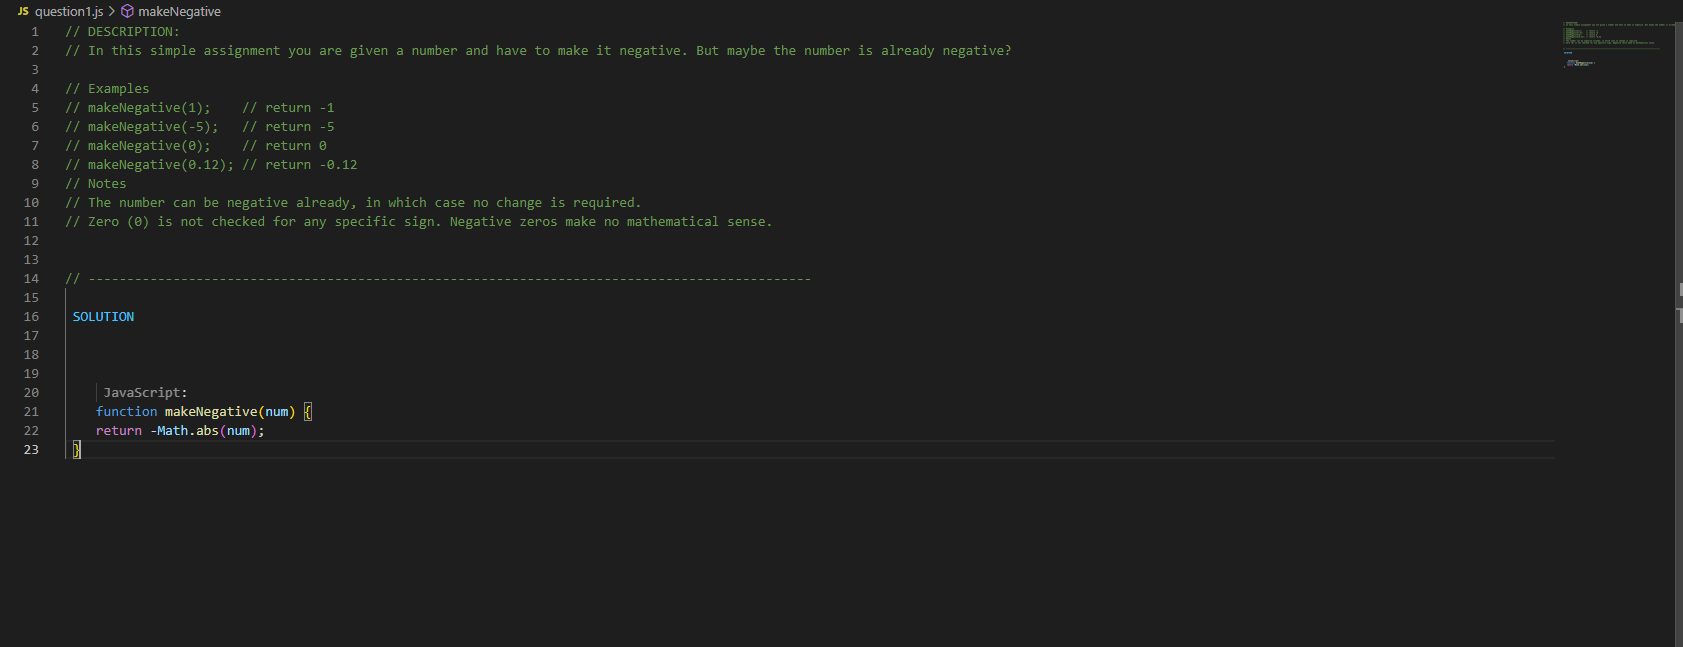 JS question1.js > makeNegative
1 // DESCRIPTION:
2 // In this simple assignment you are given a number and have to make it negative. But maybe the number is already negative?
3
4 // Examples
5 // makeNegative(1);    // return -1
6 // makeNegative(-5);   // return -5
7 // makeNegative(0);    // return 0
8 // makeNegative(0.12); // return -0.12
9 // Notes
10 // The number can be negative already, in which case no change is required.
11 // Zero (0) is not checked for any specific sign. Negative zeros make no mathematical sense.
12
13
14 // ----------------------------------------------------------------------------------------------
15
16 SOLUTION
17
18
19
20 JavaScript:
21 function makeNegative(num) {
22 return -Math.abs(num);
23 }